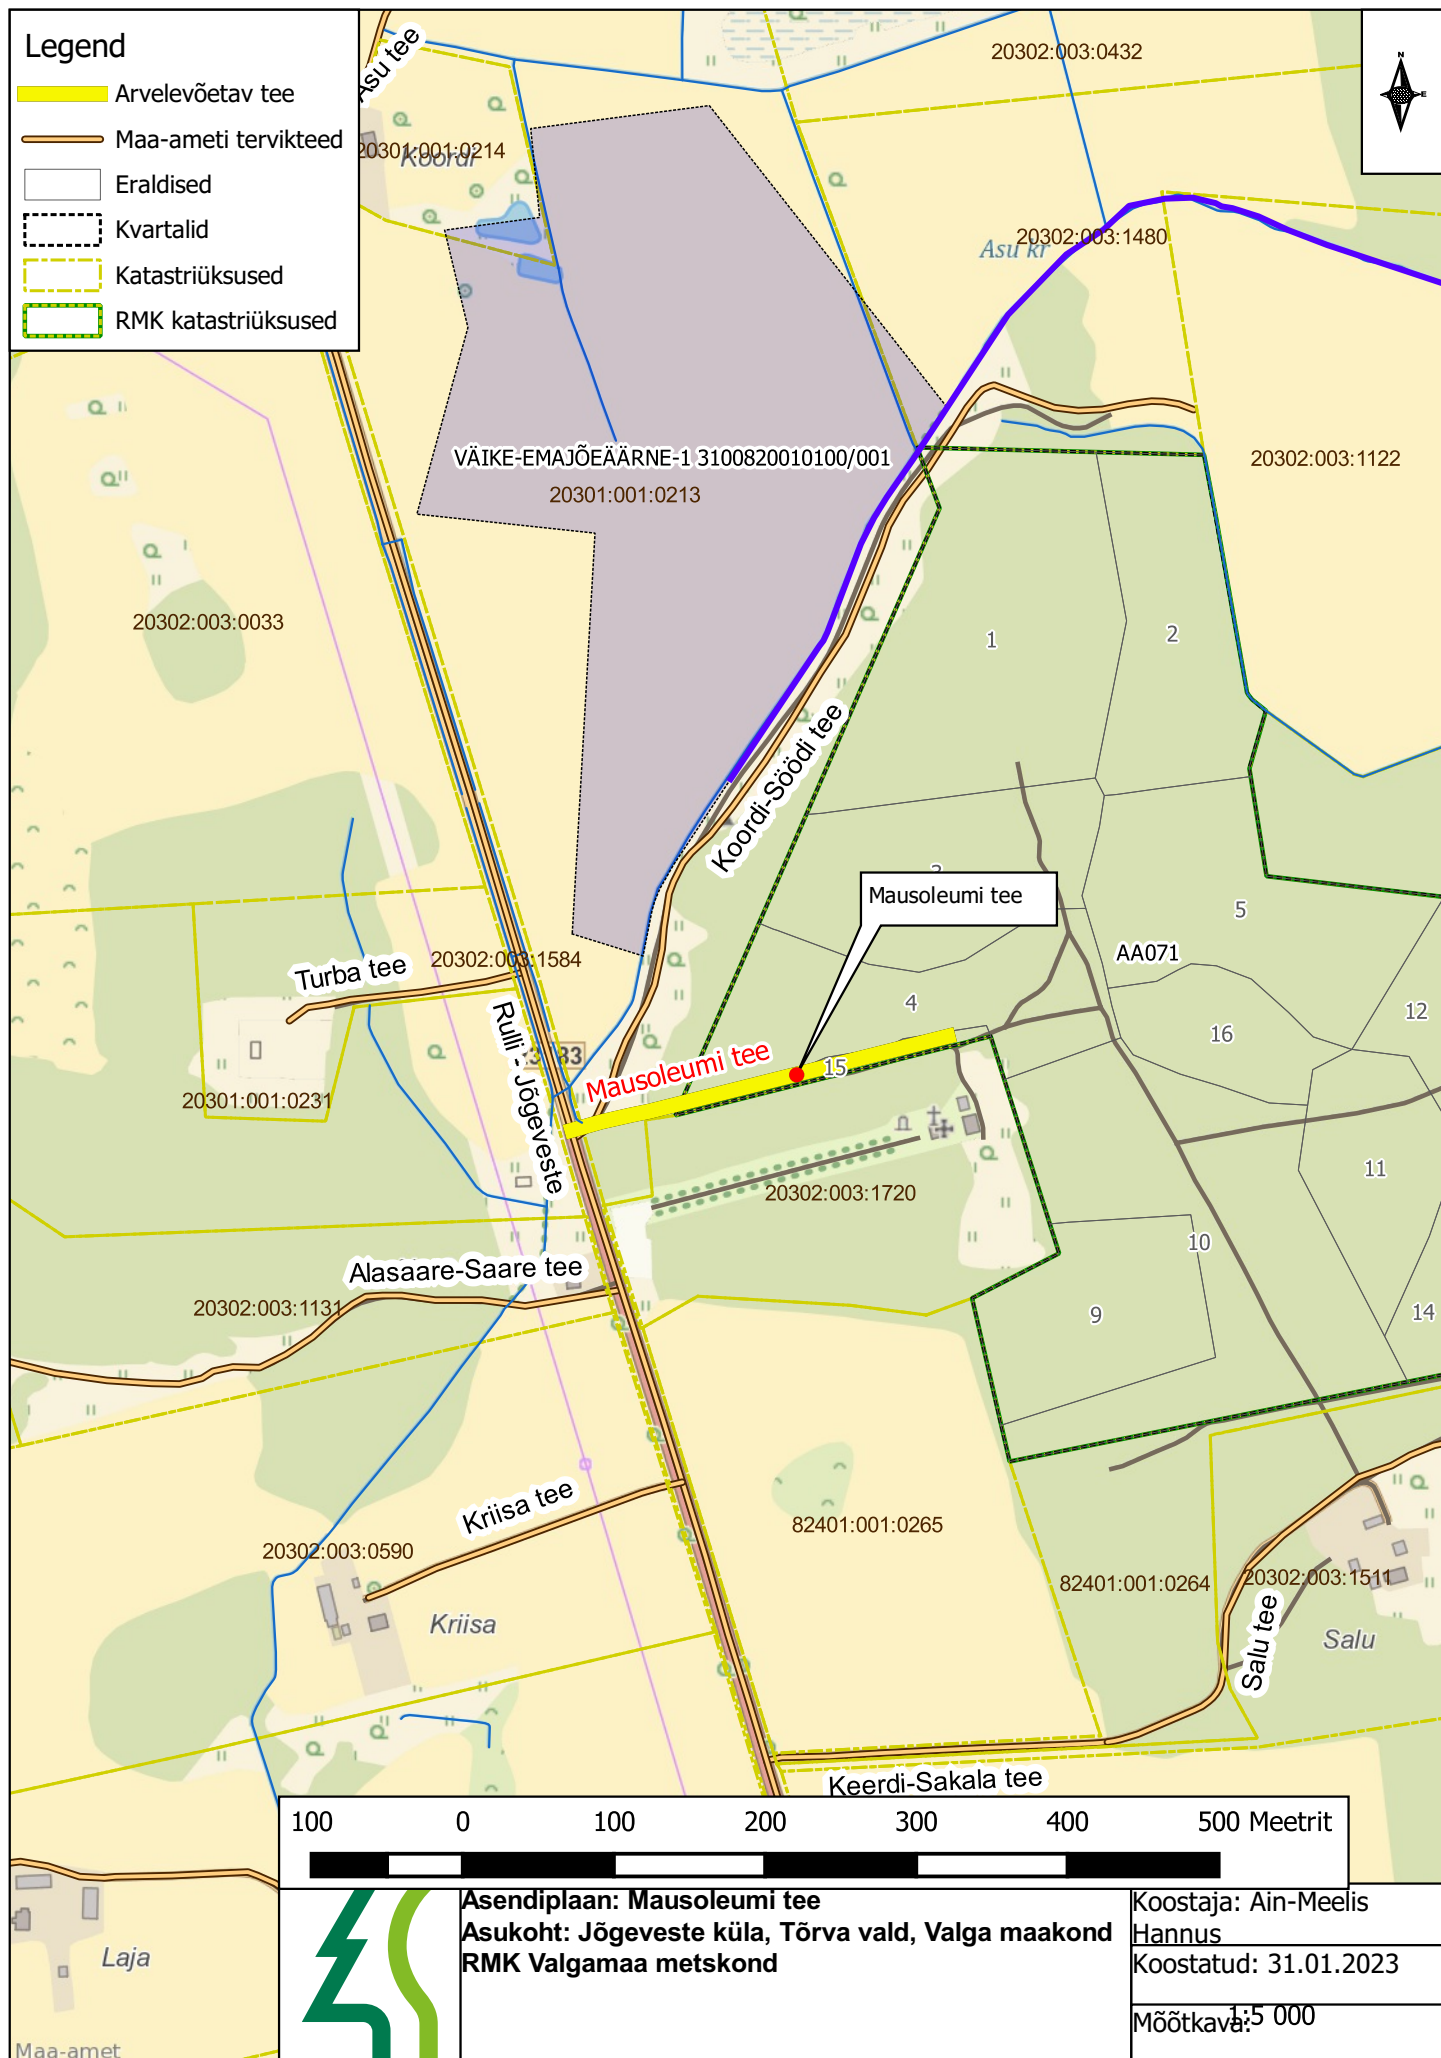 Legend
Arvelevõetav tee
Maa-ameti tervikteed
Eraldised
Kvartalid
Katastriüksused
RMK katastriüksused
Asu tee
20302:003:0432
N
E
20301:001:0214
Koordi
20302:003:1480
Asu kr
VÄIKE-EMAJÕEÄÄRNE-1 3100820010100/001
20301:001:0213
20302:003:1122
20302:003:0033
1
2
Koordi-Söödi tee
3
Mausoleumi tee
5
AA071
20302:003:1584
Turba tee
4
12
16
Rulli - Jõgeveste
Mausoleumi tee
15
20301:001:0231
11
20302:003:1720
10
Alasaare-Saare tee
20302:003:1131
9
14
Kriisa tee
82401:001:0265
20302:003:0590
82401:001:0264
20302:003:1511
Kriisa
Salu tee
Salu
Keerdi-Sakala tee
100 0 100 200 300 400 500 Meetrit
Asendiplaan: Mausoleumi tee
Asukoht: Jõgeveste küla, Tõrva vald, Valga maakond
RMK Valgamaa metskond
Koostaja: Ain-Meelis
Hannus
Koostatud: 31.01.2023
Mõõtkava: 1:5 000
Laja
Maa-amet